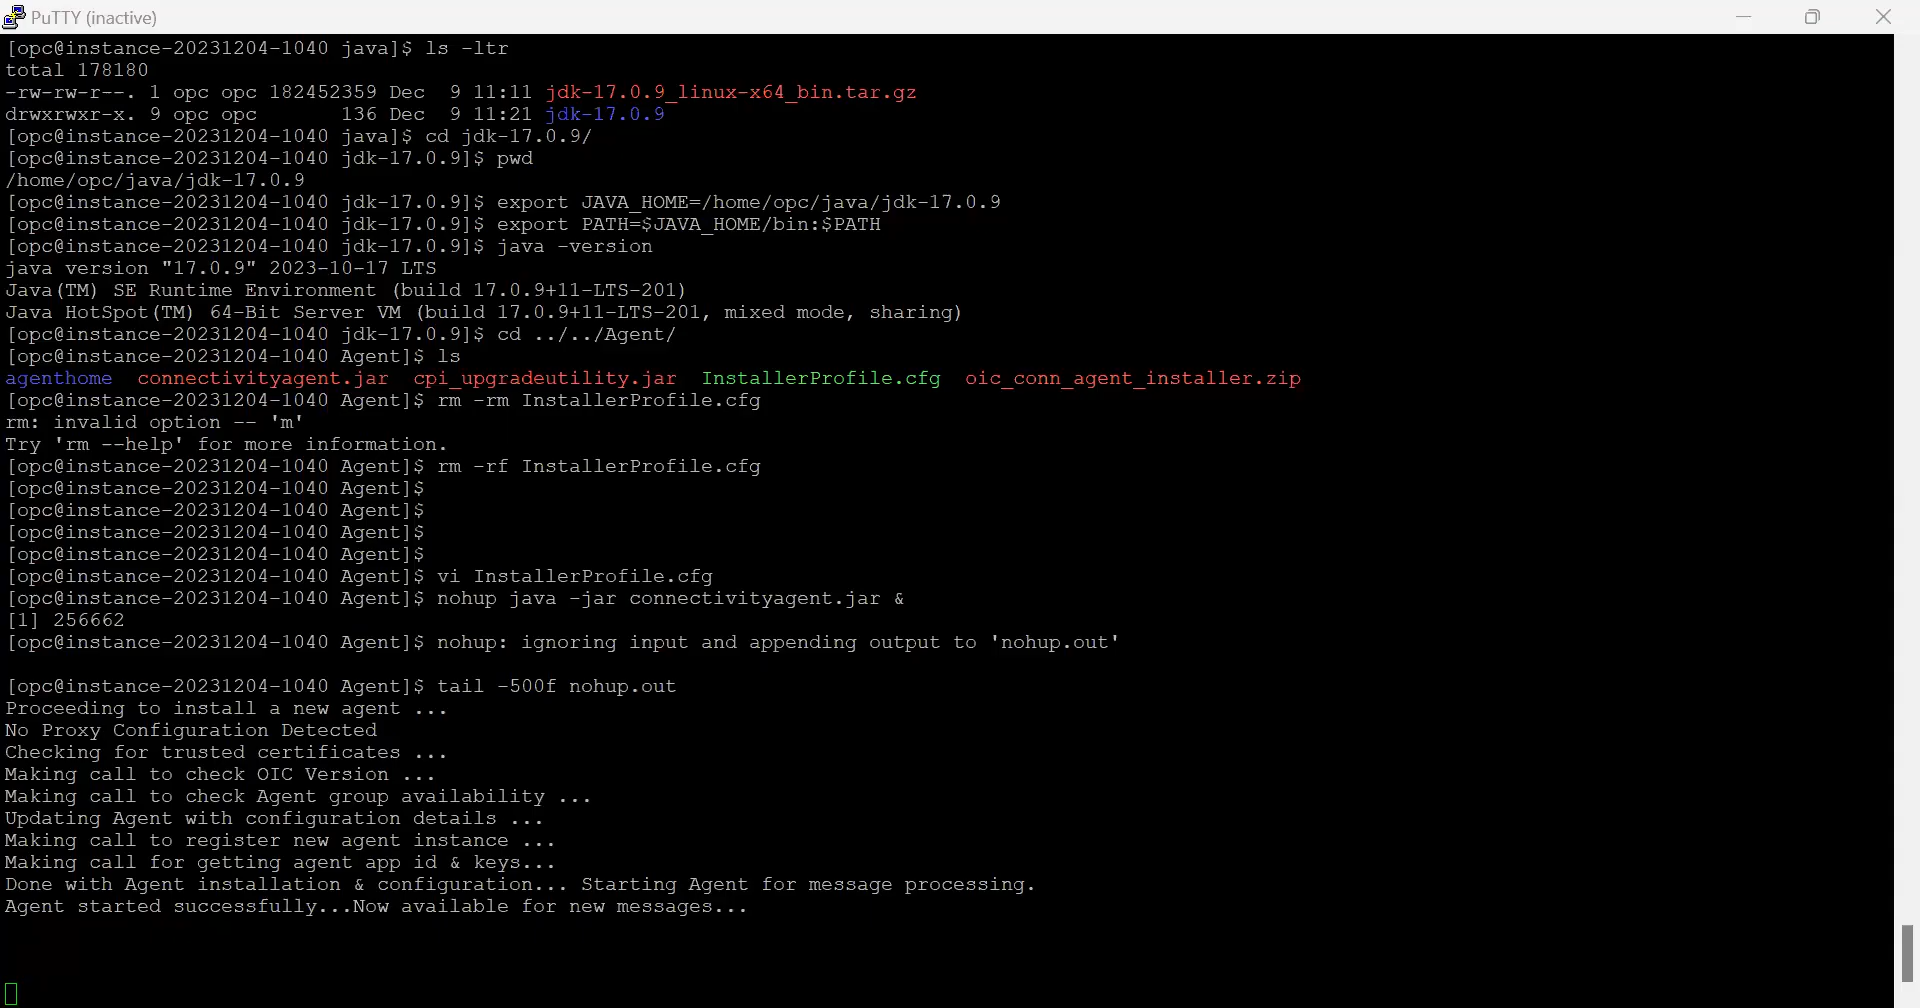 PuTTY (inactive)
[opc@instance-20231204-1040 java]$ ls -ltr
total 178180
-rw-rw-r--. 1 opc opc 182452359 Dec  9 11:11 jdk-17.0.9_linux-x64_bin.tar.gz
drwxrwxr-x. 9 opc opc       136 Dec  9 11:21 jdk-17.0.9
[opc@instance-20231204-1040 java]$ cd jdk-17.0.9/
[opc@instance-20231204-1040 jdk-17.0.9]$ pwd
/home/opc/java/jdk-17.0.9
[opc@instance-20231204-1040 jdk-17.0.9]$ export JAVA_HOME=/home/opc/java/jdk-17.0.9
[opc@instance-20231204-1040 jdk-17.0.9]$ export PATH=$JAVA_HOME/bin:$PATH
[opc@instance-20231204-1040 jdk-17.0.9]$ java -version
java version "17.0.9" 2023-10-17 LTS
Java(TM) SE Runtime Environment (build 17.0.9+11-LTS-201)
Java HotSpot(TM) 64-Bit Server VM (build 17.0.9+11-LTS-201, mixed mode, sharing)
[opc@instance-20231204-1040 jdk-17.0.9]$ cd ../../Agent/
[opc@instance-20231204-1040 Agent]$ ls
agenthome  connectivityagent.jar  cpi_upgradeutility.jar  InstallerProfile.cfg  oic_conn_agent_installer.zip
[opc@instance-20231204-1040 Agent]$ rm -rm InstallerProfile.cfg
rm: invalid option -- 'm'
Try 'rm --help' for more information.
[opc@instance-20231204-1040 Agent]$ rm -rf InstallerProfile.cfg
[opc@instance-20231204-1040 Agent]$
[opc@instance-20231204-1040 Agent]$
[opc@instance-20231204-1040 Agent]$
[opc@instance-20231204-1040 Agent]$
[opc@instance-20231204-1040 Agent]$ vi InstallerProfile.cfg
[opc@instance-20231204-1040 Agent]$ nohup java -jar connectivityagent.jar &
[1] 256662
[opc@instance-20231204-1040 Agent]$ nohup: ignoring input and appending output to 'nohup.out'
[opc@instance-20231204-1040 Agent]$ tail -500f nohup.out
Proceeding to install a new agent ...
No Proxy Configuration Detected
Checking for trusted certificates ...
Making call to check OIC Version ...
Making call to check Agent group availability ...
Updating Agent with configuration details ...
Making call to register new agent instance ...
Making call for getting agent app id & keys...
Done with Agent installation & configuration... Starting Agent for message processing.
Agent started successfully...Now available for new messages...